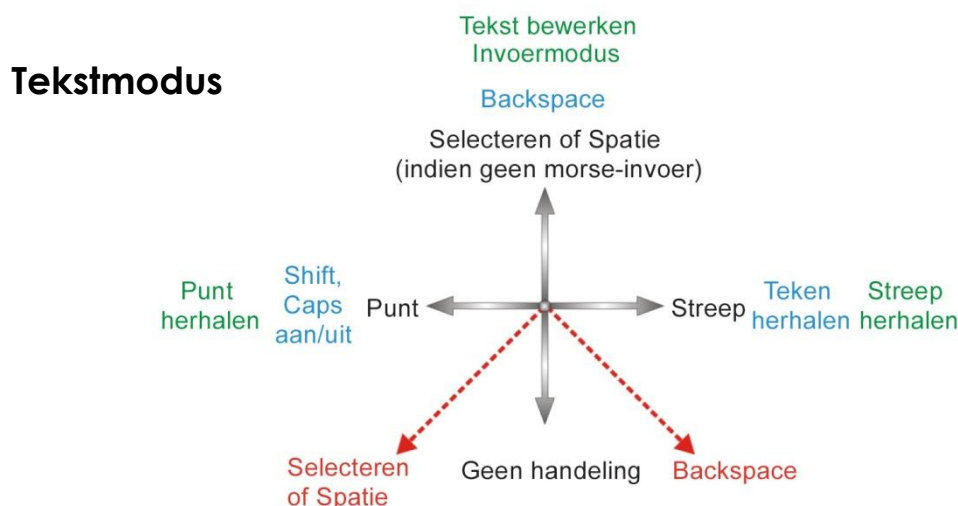 Tekst bewerken
Invoermodus
Tekstmodus
Backspace
Selecteren of Spatie
(indien geen morse-invoer)
Punt
herhalen
Shift,
Caps
aan/uit
Punt
Streep
Teken
herhalen
Streep
herhalen
Selecteren
of Spatie
Geen handeling
Backspace